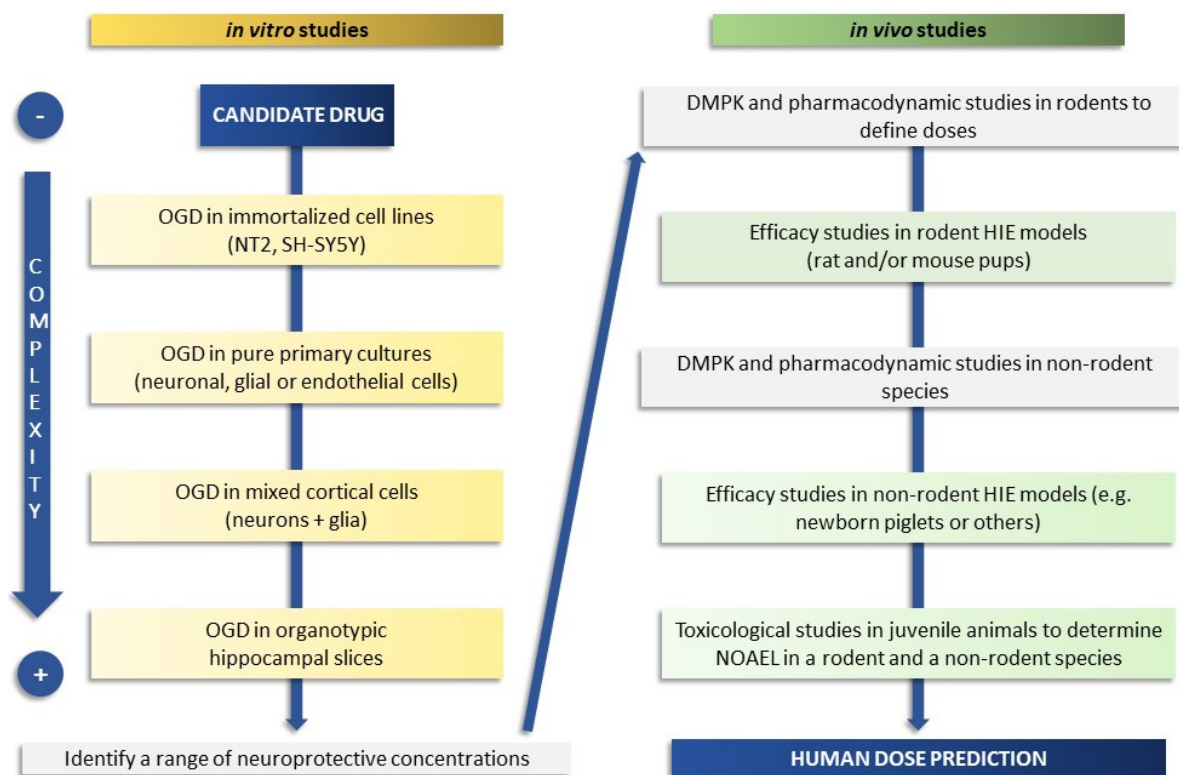 in vitro studies
-
CANDIDATE DRUG
OGD in immortalized cell lines
(NT2, SH-SY5Y)
COMPLEXITY
OGD in pure primary cultures
(neuronal, glial or endothelial cells)
OGD in mixed cortical cells
(neurons + glia)
OGD in organotypic
hippocampal slices
+
Identify a range of neuroprotective concentrations
in vivo studies
DMPK and pharmacodynamic studies in rodents to
define doses
Efficacy studies in rodent HIE models
(rat and/or mouse pups)
DMPK and pharmacodynamic studies in non-rodent
species
Efficacy studies in non-rodent HIE models (e.g.
newborn piglets or others)
Toxicological studies in juvenile animals to determine
NOAEL in a rodent and a non-rodent species
HUMAN DOSE PREDICTION